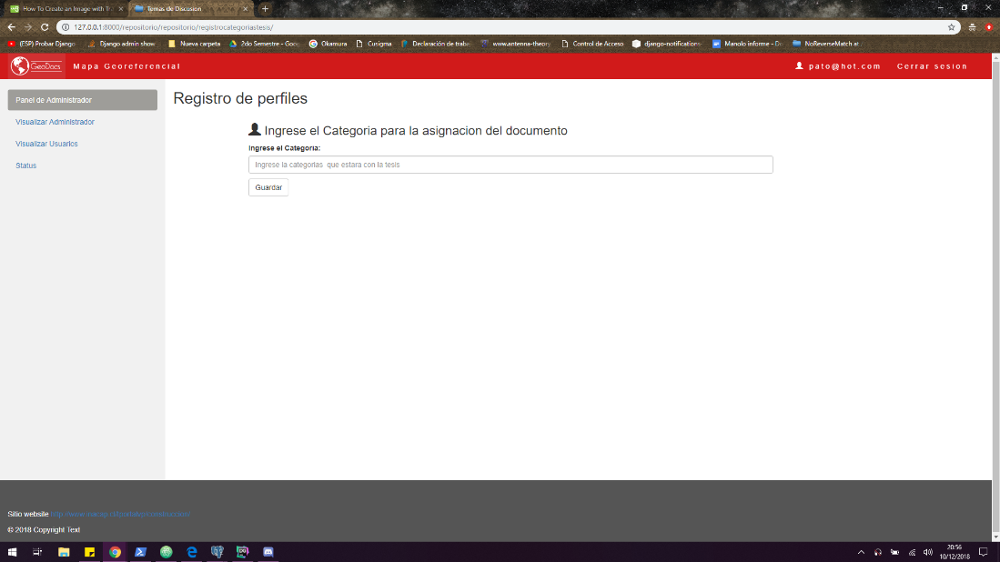 How To Create an Image with Tr
Temas de Discusion
127.0.0.1:8000/repositorio/repositorio/registrocategoriastesis/
(ESP) Probar Django
Django admin show
Nueva carpeta
2do Semestre - Goog
Okamura
Cusigma
Declaración de traba
www.antenna-theory
Control de Acceso
django-notifications
Manolo informe - Do
NoReverseMatch at
GeoDocs
Mapa Georeferencial
pato@hot.com
Cerrar sesion
Panel de Administrador
Visualizar Administrador
Visualizar Usuarios
Status
Registro de perfiles
Ingrese el Categoria para la asignacion del documento
Ingrese el Categoria:
Ingrese la categorias que estara con la tesis
Guardar
Sitio website
© 2018 Copyright Text
20:56
10/12/2018